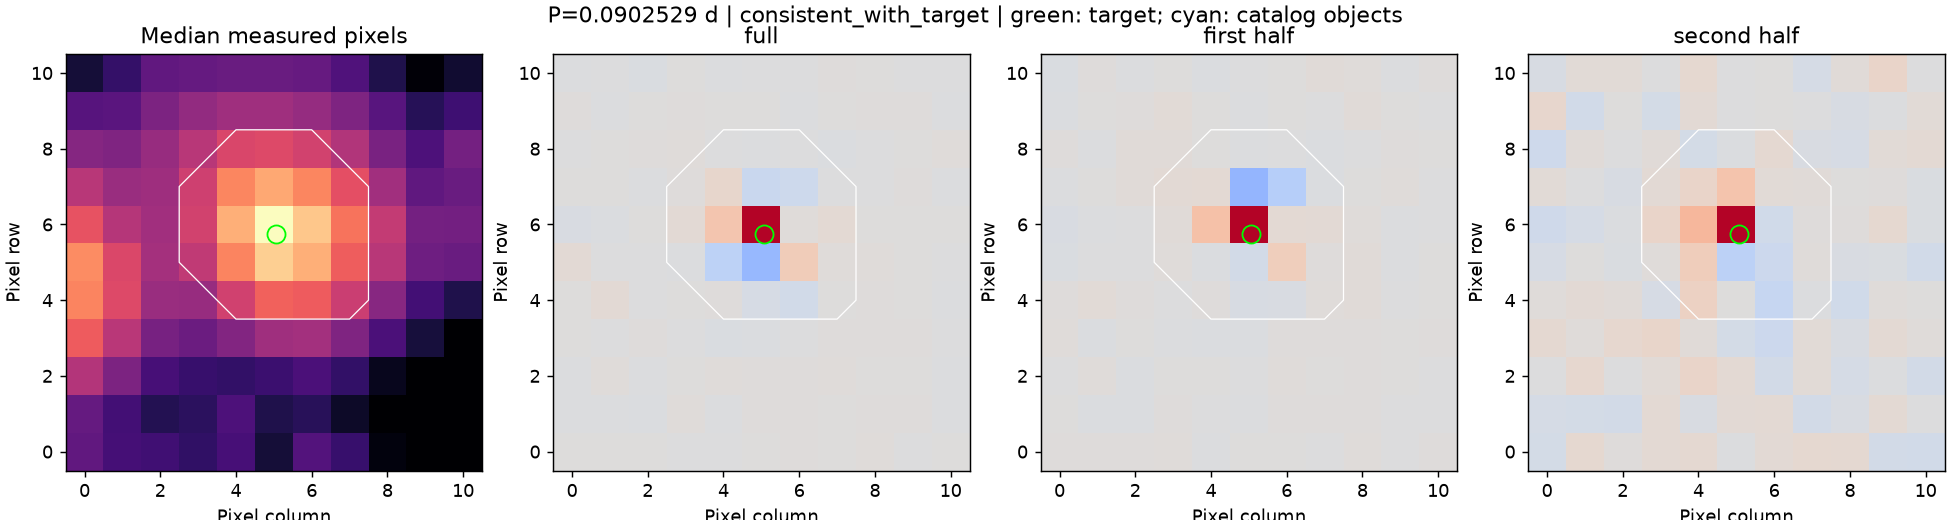 P=0.0902529 d | consistent_with_target | green: target; cyan: catalog objects
Median measured pixels
full
first half
second half
Pixel row
10
8
6
4
2
0
0 2 4 6 8 10
Pixel column
Pixel row
10
8
6
4
2
0
0 2 4 6 8 10
Pixel column
Pixel row
10
8
6
4
2
0
0 2 4 6 8 10
Pixel column
Pixel row
10
8
6
4
2
0
0 2 4 6 8 10
Pixel column